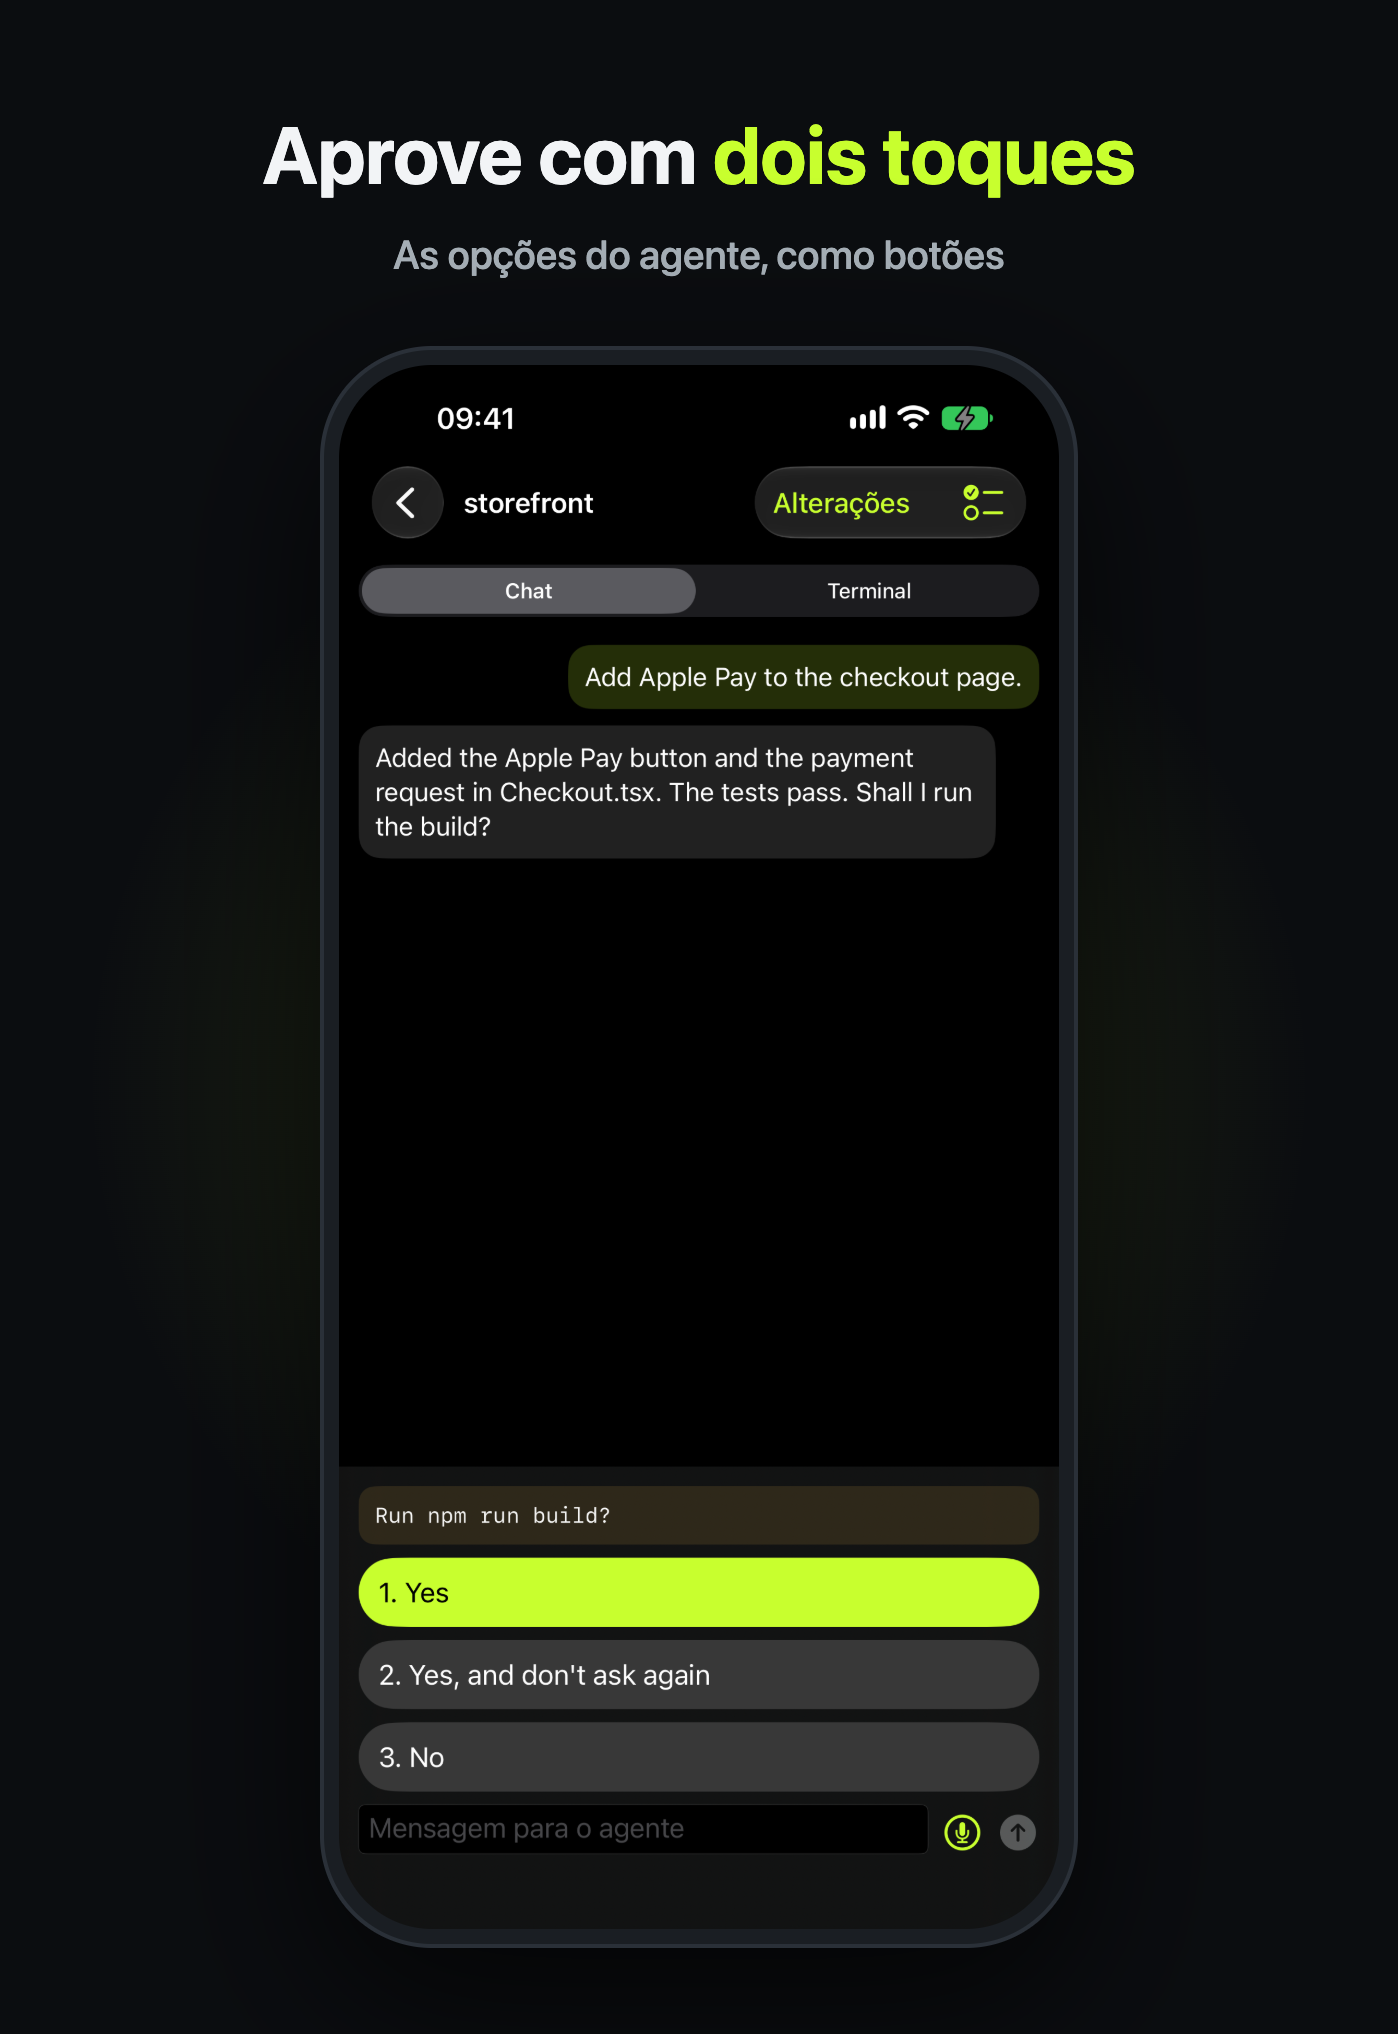 Aprove com dois toques
As opções do agente, como botões
09:41
storefront
Alterações
Chat
Terminal
Add Apple Pay to the checkout page.
Added the Apple Pay button and the payment
request in Checkout.tsx. The tests pass. Shall I run
the build?
Run npm run build?
1. Yes
2. Yes, and don't ask again
3. No
Mensagem para o agente